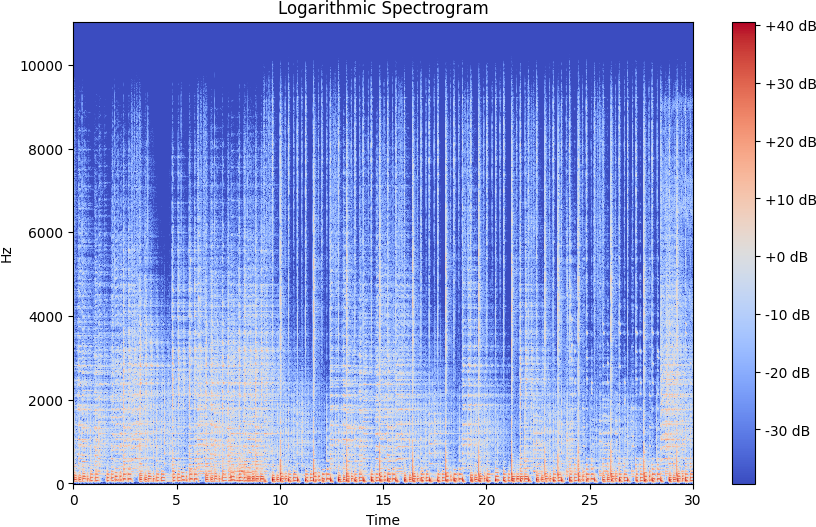 Logarithmic Spectrogram
Hz
10000
8000
6000
4000
2000
0
0 5 10 15 20 25 30
Time
+40 dB
+30 dB
+20 dB
+10 dB
+0 dB
-10 dB
-20 dB
-30 dB